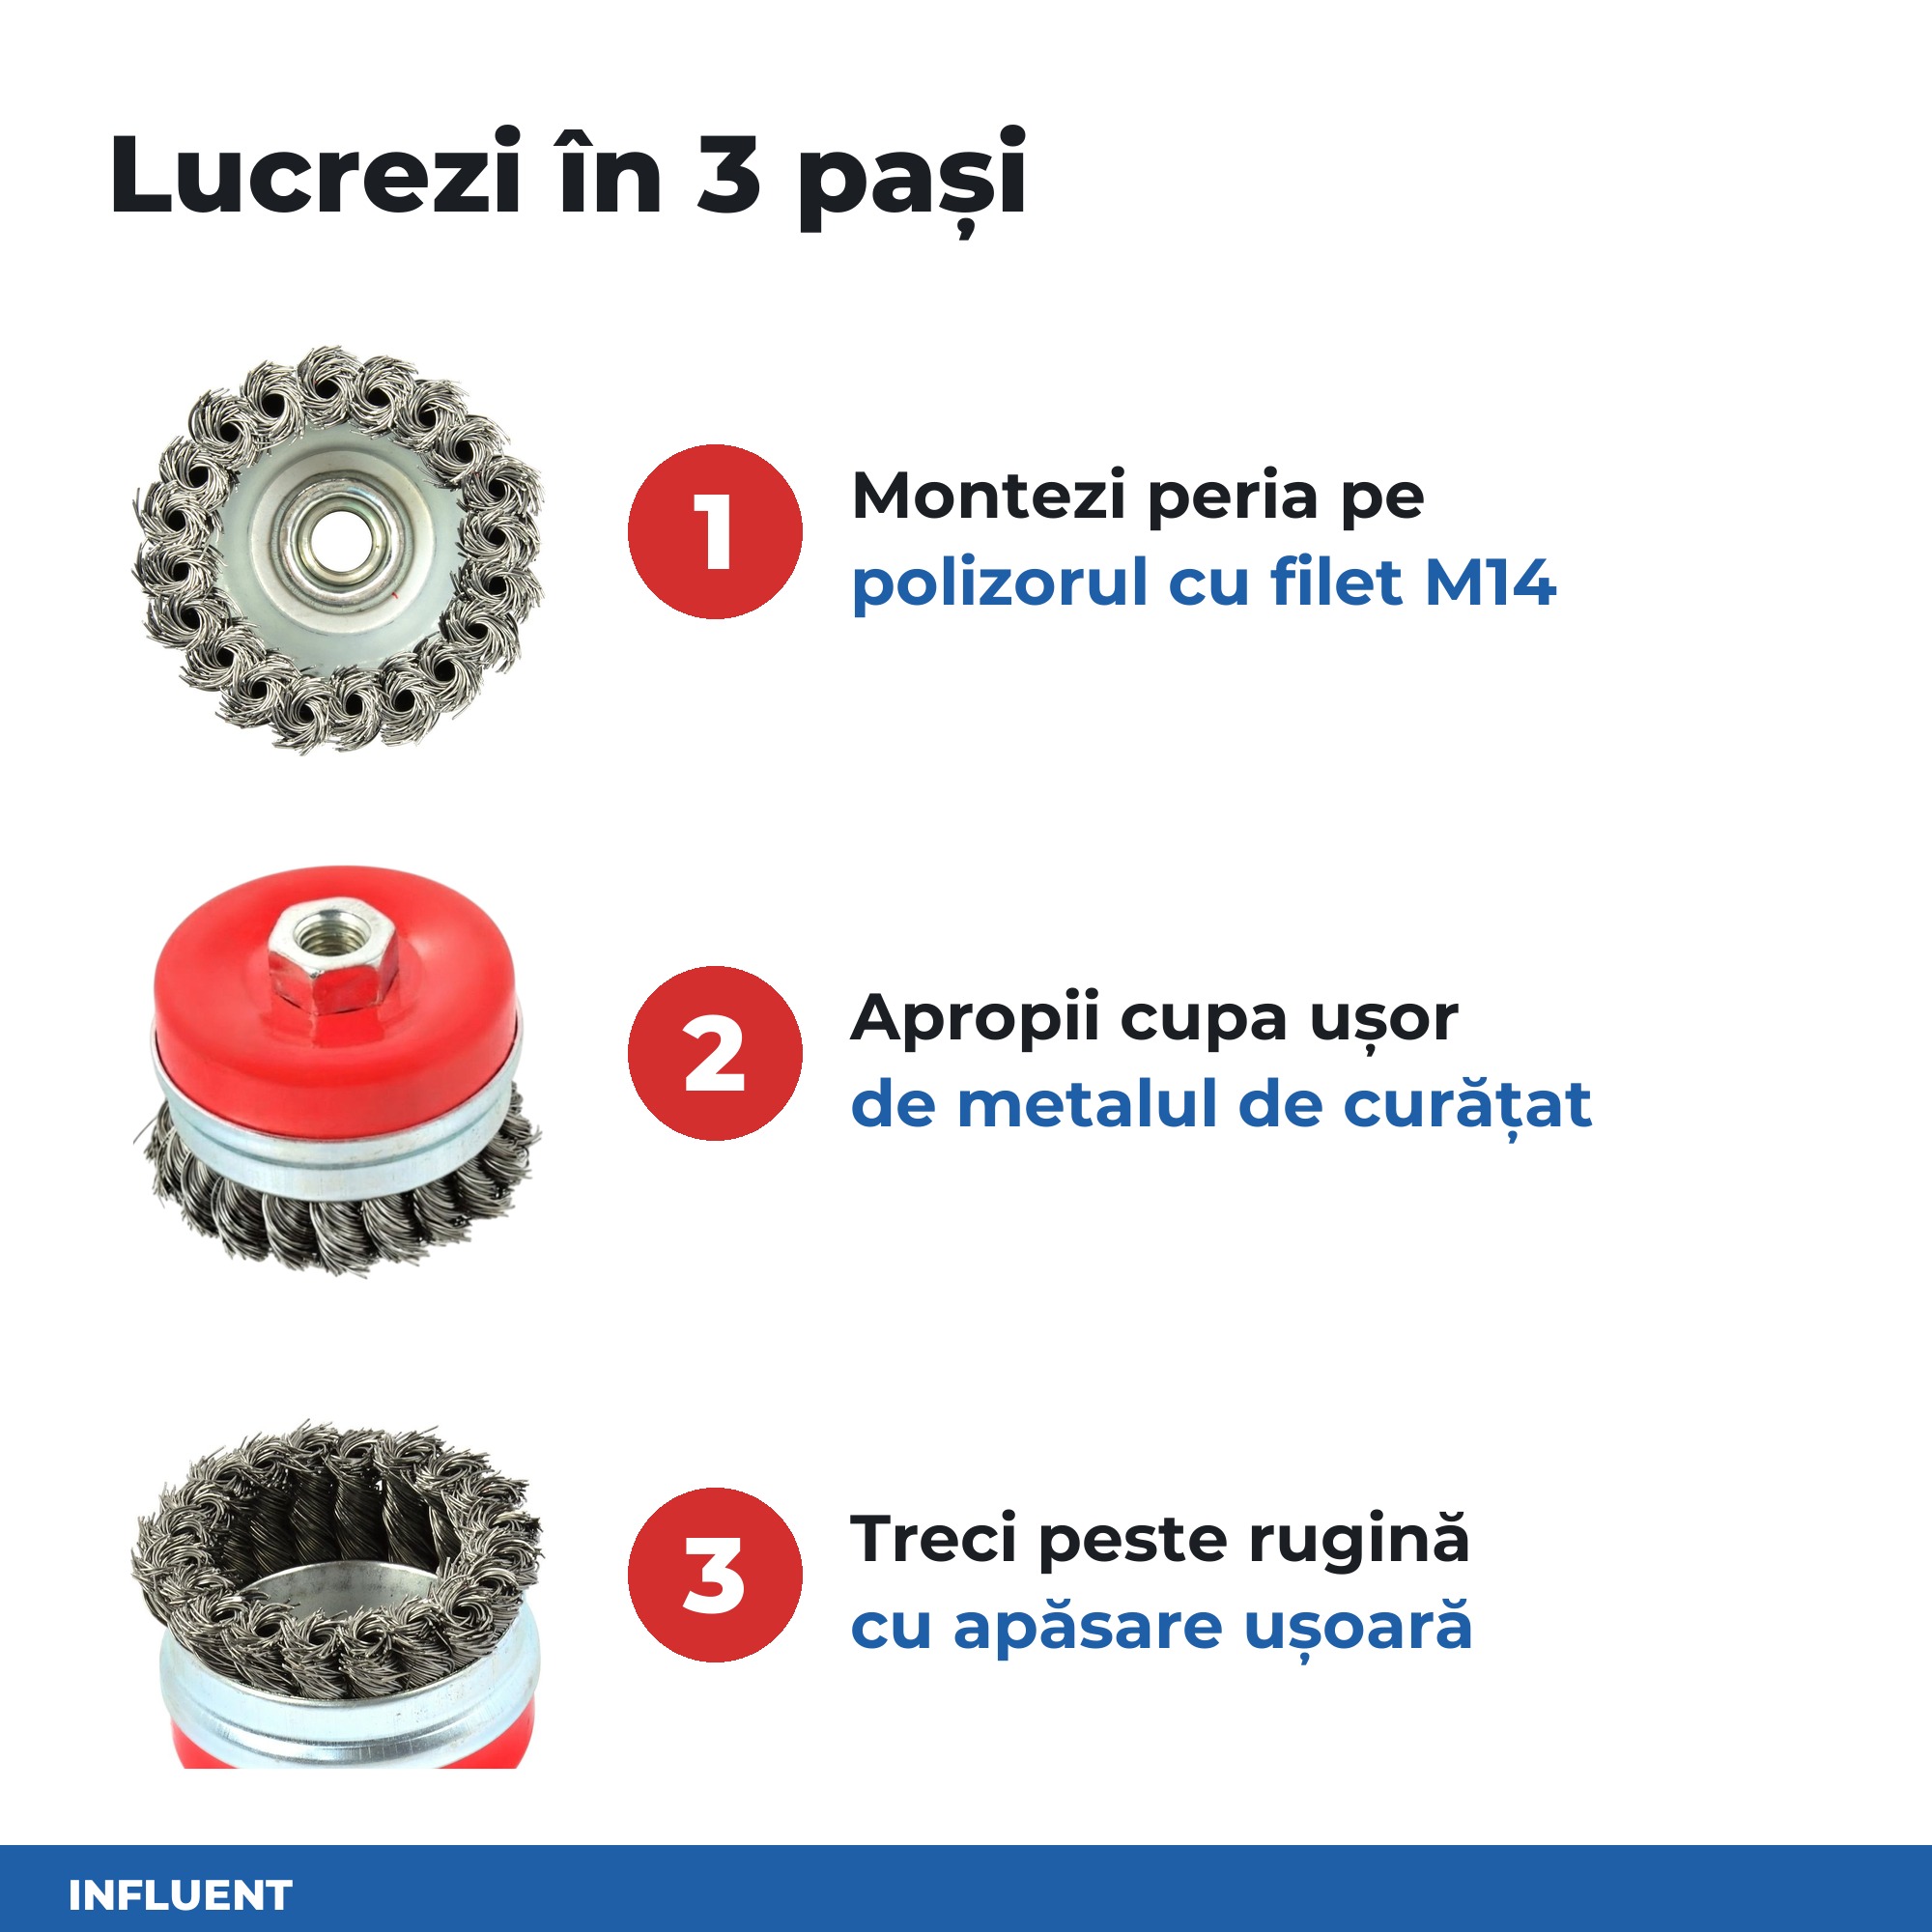 Lucrezi în 3 pași
1
Montezi peria pe
polizorul cu filet M14
2
Apropii cupa ușor
de metalul de curățat
3
Treci peste rugină
cu apăsare ușoară
INFLUENT